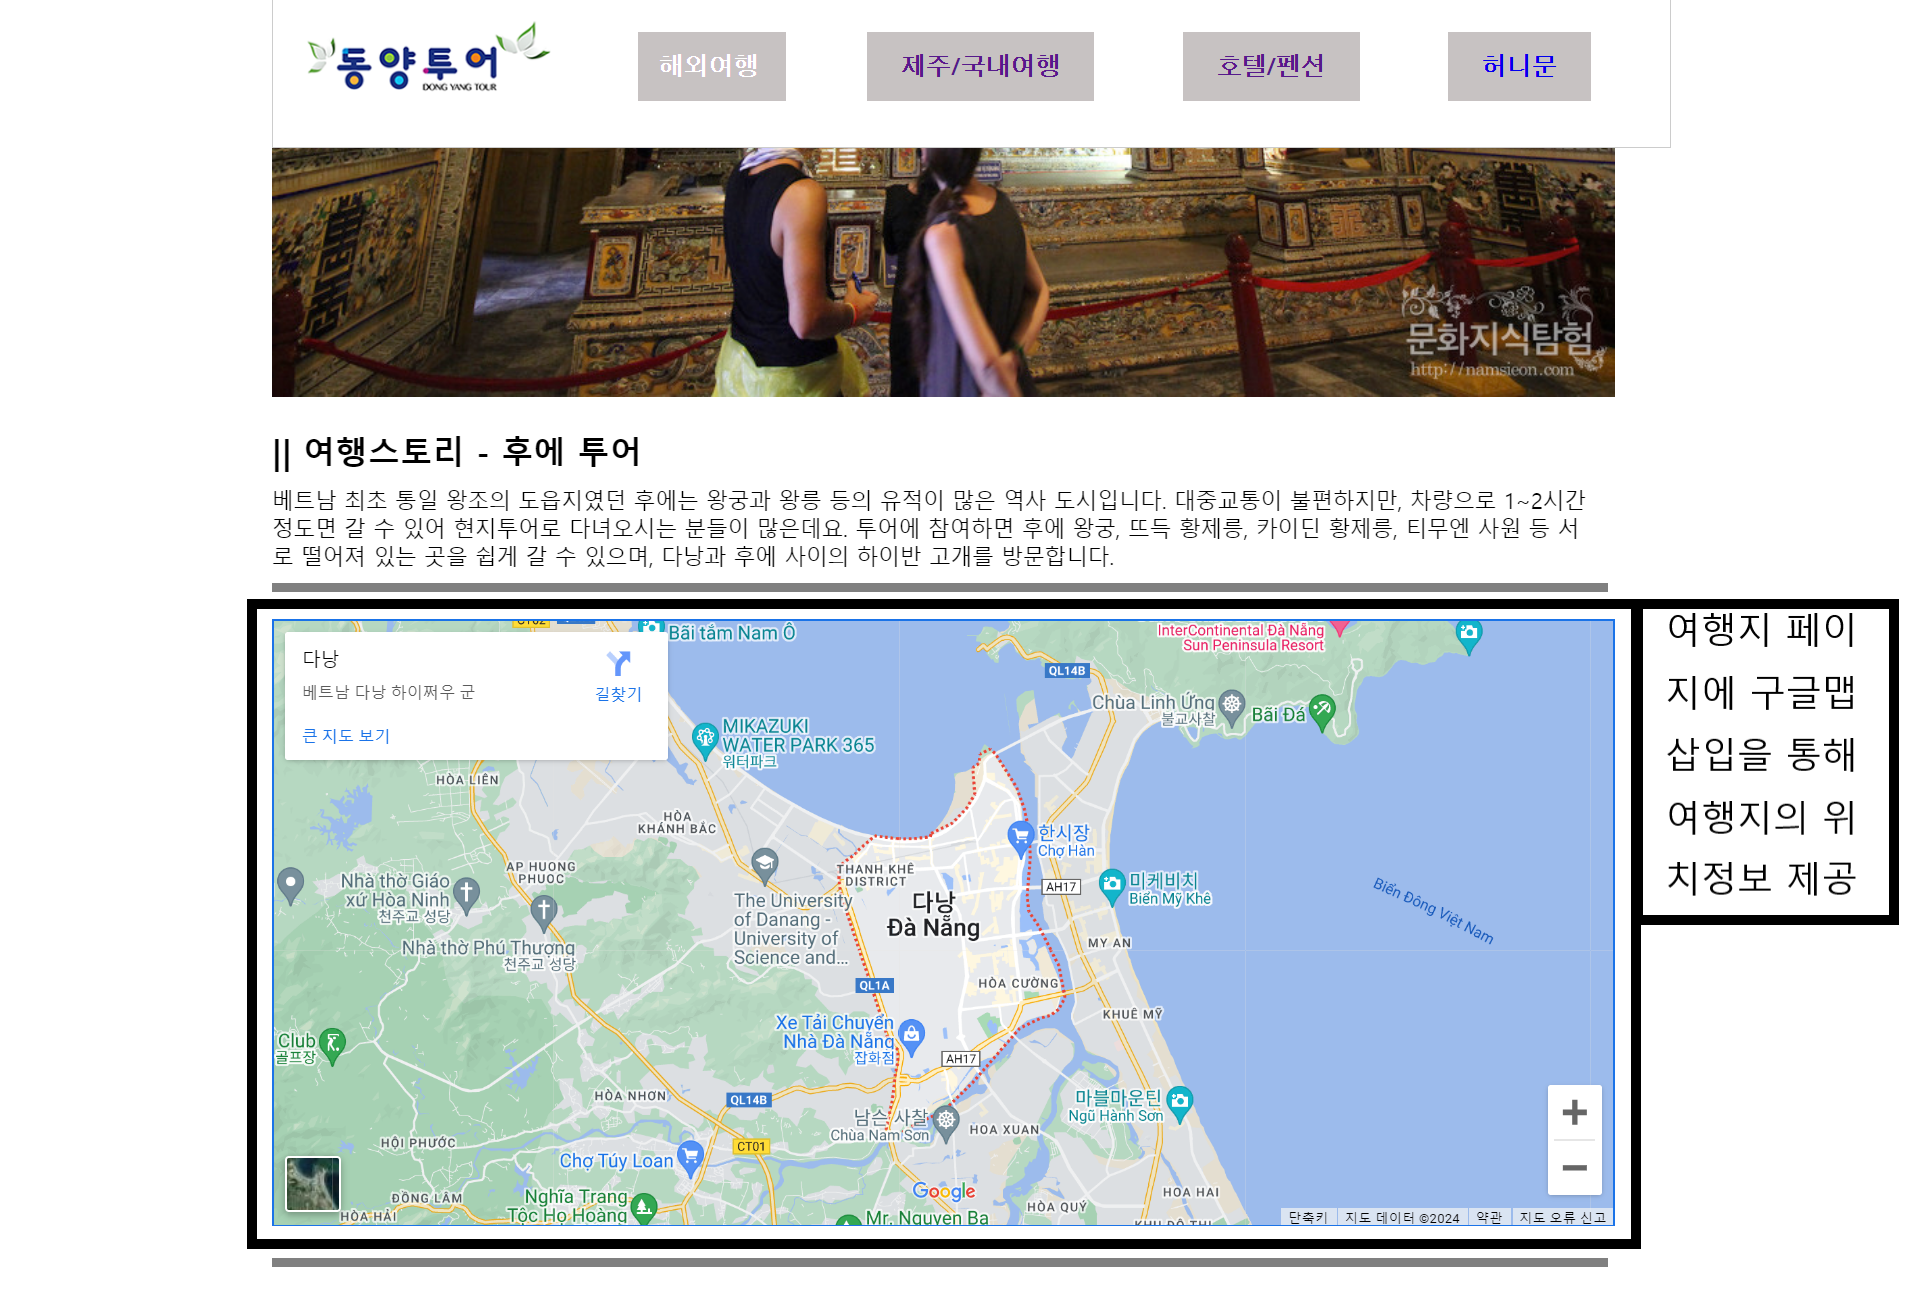 동양투어
DONG YANG TOUR
해외여행
제주/국내여행
호텔/펜션
허니문
문화지식탐험
http://namsieon.com
|| 여행스토리 - 후에 투어
베트남 최초 통일 왕조의 도읍지였던 후에는 왕궁과 왕릉 등의 유적이 많은 역사 도시입니다. 대중교통이 불편하지만, 차량으로 1~2시간
정도면 갈 수 있어 현지투어로 다녀오시는 분들이 많은데요. 투어에 참여하면 후에 왕궁, 뜨득 황제릉, 카이딘 황제릉, 티무엔 사원 등 서
로 떨어져 있는 곳을 쉽게 갈 수 있으며, 다낭과 후에 사이의 하이반 고개를 방문합니다.
다낭
베트남 다낭 하이쩌우 군
길찾기
큰 지도 보기
CT02
Bãi tắm Nam Ô
InterContinental Đà Nẵng
Sun Peninsula Resort
QL14B
Chùa Linh Ứng
불교사찰
Bãi Đá
MIKAZUKI
WATER PARK 365
워터파크
HÒA LIÊN
HÒA
KHÁNH BẮC
한시장
Chợ Hàn
AP HUONG
PHUOC
THANH KHÊ
DISTRICT
Nhà thờ Giáo
xứ Hòa Ninh
천주교 성당
The University
of Danang -
University of
Science and...
다낭
Đà Nẵng
AH17
미케비치
Biển Mỹ Khê
Biển Đông Việt Nam
Nhà thờ Phú Thượng
천주교 성당
MY AN
QL1A
HÒA CƯỜNG
KHUÊ MỸ
Xe Tải Chuyển
Nhà Đà Nẵng
잡화점
AH17
Club
골프장
HÒA NHƠN
QL14B
마블마운틴
Ngũ Hành Sơn
남슨 사찰
Chùa Nam Sơn
HOA XUAN
HỘI PHƯỚC
CT01
Chợ Túy Loan
ĐỒNG LÂM
Nghĩa Trang
Tộc Họ Hoàng
Google
HOA HAI
HÒA QUÝ
HÒA HẢI
Mr. Nguyen Ba
KHU ĐÔ THỊ
단축키
지도 데이터 ©2024
약관
지도 오류 신고
여행지 페이
지에 구글맵
삽입을 통해
여행지의 위
치정보 제공